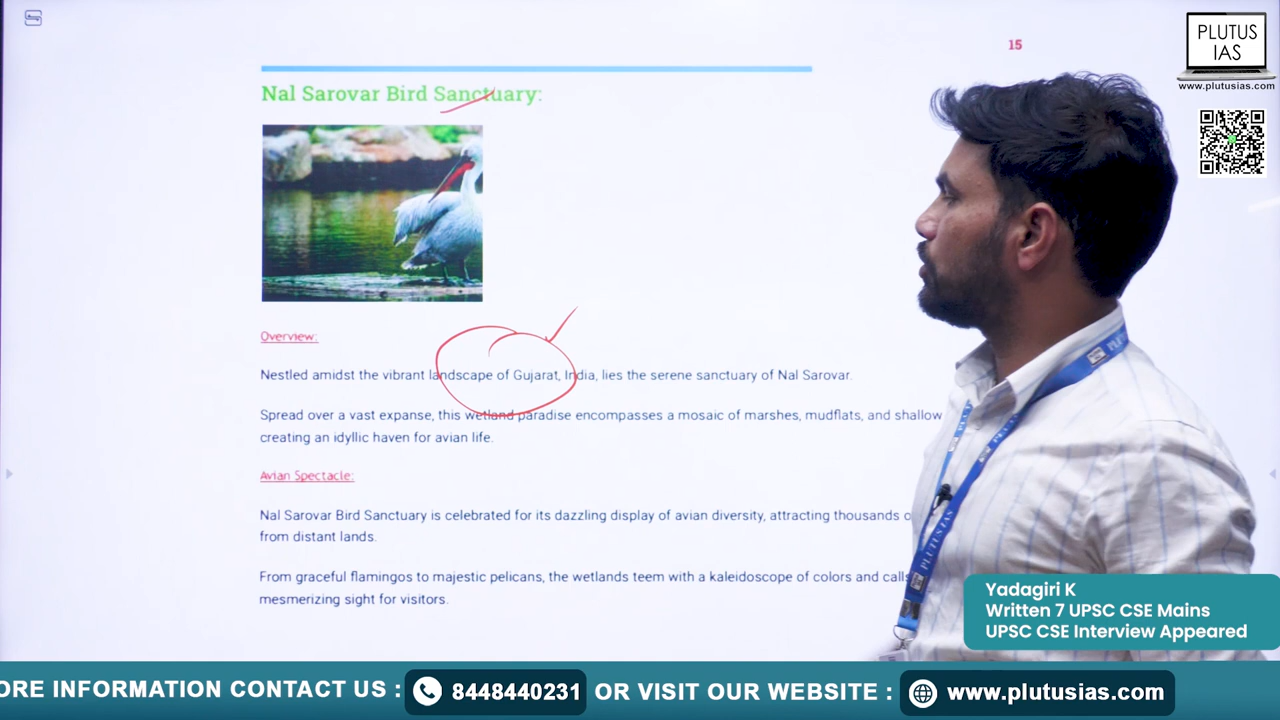 15
PLUTUS
IAS
www.plutusias.com
Nal Sarovar Bird Sanctuary:
Overview:
Nestled amidst the vibrant landscape of Gujarat, India, lies the serene sanctuary of Nal Sarovar.
Spread over a vast expanse, this wetland paradise encompasses a mosaic of marshes, mudflats, and shallow
creating an idyllic haven for avian life.
Avian Spectacle:
Nal Sarovar Bird Sanctuary is celebrated for its dazzling display of avian diversity, attracting thousands
from distant lands.
From graceful flamingos to majestic pelicans, the wetlands teem with a kaleidoscope of colors and calls
mesmerizing sight for visitors.
PLUTUS IAS
Yadagiri K
Written 7 UPSC CSE Mains
UPSC CSE Interview Appeared
ORE INFORMATION CONTACT US : 8448440231 OR VISIT OUR WEBSITE : www.plutusias.com